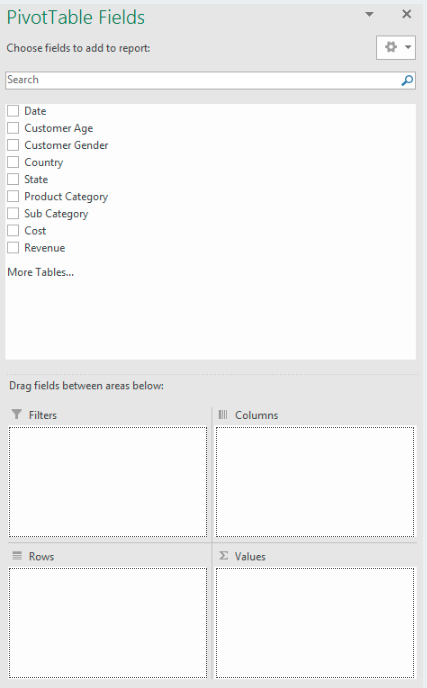 PivotTable Fields
Choose fields to add to report:
Search
Date
Customer Age
Customer Gender
Country
State
Product Category
Sub Category
Cost
Revenue
More Tables...
Drag fields between areas below:
Filters
Columns
Rows
Σ Values